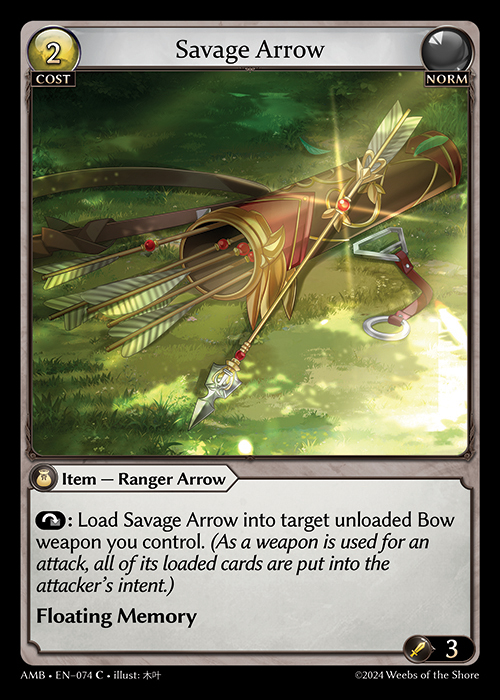 2
Savage Arrow
COST
NORM
Item — Ranger Arrow
: Load Savage Arrow into target unloaded Bow
weapon you control. (As a weapon is used for an
attack, all of its loaded cards are put into the
attacker's intent.)
Floating Memory
3
AMB • EN–074 C • illust: 木叶
©2024 Weebs of the Shore